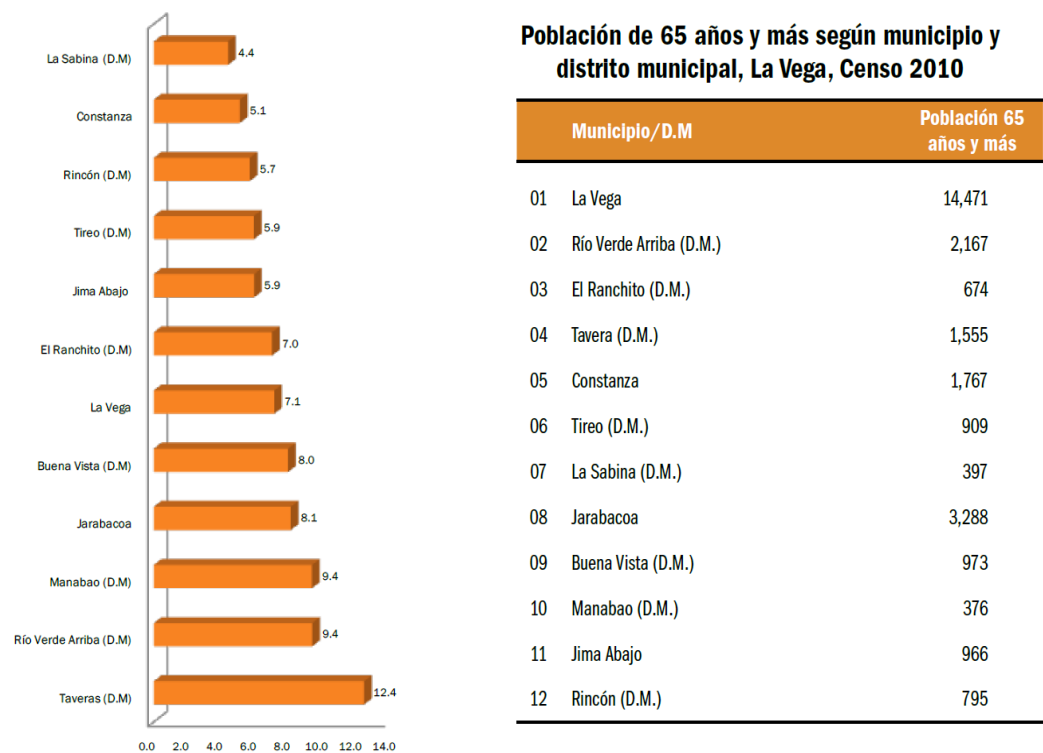 La Sabina (D.M) 4.4
Constanza 5.1
Rincón (D.M) 5.7
Tireo (D.M) 5.9
Jima Abajo 5.9
El Ranchito (D.M) 7.0
La Vega 7.1
Buena Vista (D.M) 8.0
Jarabacoa 8.1
Manabao (D.M) 9.4
Río Verde Arriba (D.M) 9.4
Taveras (D.M) 12.4
0.0 2.0 4.0 6.0 8.0 10.0 12.0 14.0
Población de 65 años y más según municipio y
distrito municipal, La Vega, Censo 2010
Municipio/D.M Población 65
años y más
01 La Vega 14,471
02 Río Verde Arriba (D.M.) 2,167
03 El Ranchito (D.M.) 674
04 Tavera (D.M.) 1,555
05 Constanza 1,767
06 Tireo (D.M.) 909
07 La Sabina (D.M.) 397
08 Jarabacoa 3,288
09 Buena Vista (D.M.) 973
10 Manabao (D.M.) 376
11 Jima Abajo 966
12 Rincón (D.M.) 795